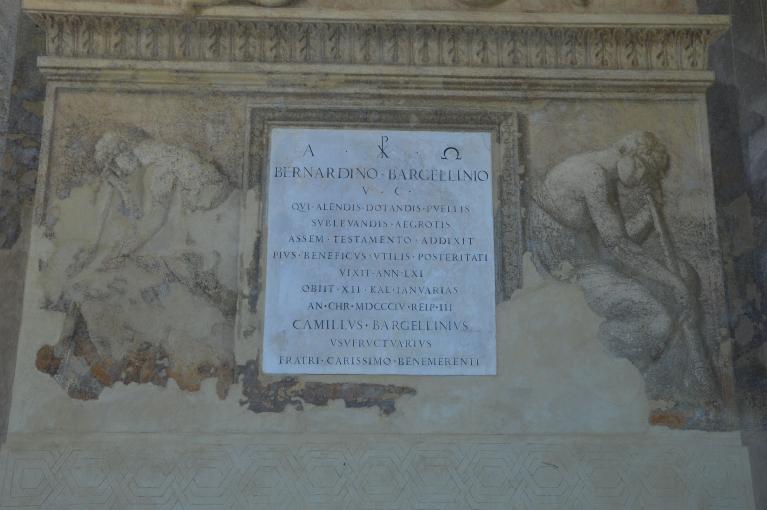 Α · ☧ · Ω
BERNARDINO · BARGELLINIO
V · C ·
QVI · ALENDIS · DOTANDIS · PVELLIS
SVBLEVANDIS · AEGROTIS
ASSEM · TESTAMENTO · ADDIXIT
PIVS · BENEFICVS · VTILIS · POSTERITATI
VIXIT · ANN · LXI
OBIIT · XII · KAL · IANVARIAS
AN · CHR · MDCCCIV · REIP · III
CAMILLVS · BARGELLINIVS
VSVFRVCTVARIVS
FRATRI · CARISSIMO · BENEMERENTI